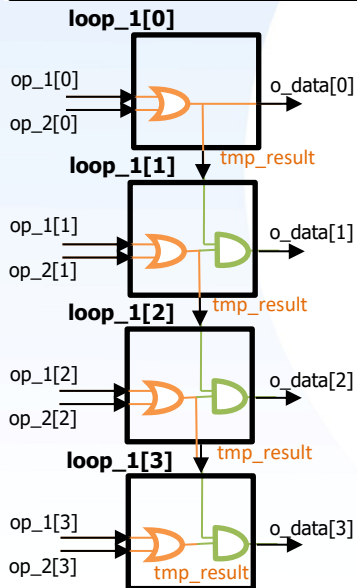 loop_1[0]
op_1[0]
o_data[0]
op_2[0]
tmp_result
loop_1[1]
op_1[1]
o_data[1]
op_2[1]
tmp_result
loop_1[2]
op_1[2]
o_data[2]
op_2[2]
tmp_result
loop_1[3]
op_1[3]
o_data[3]
op_2[3]
tmp_result